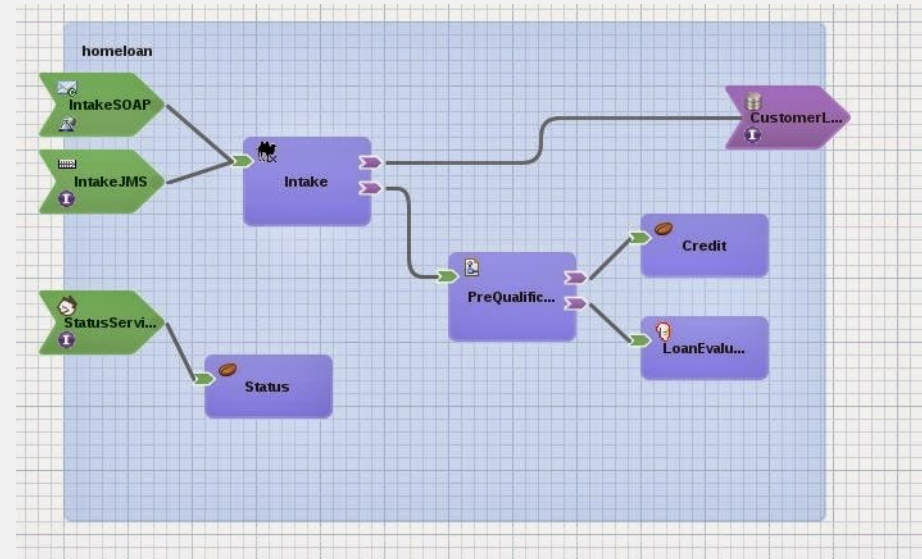 homeloan
IntakeSOAP
CustomerL...
IntakeJMS
Intake
Credit
PreQualific...
StatusServi...
LoanEvalu...
Status